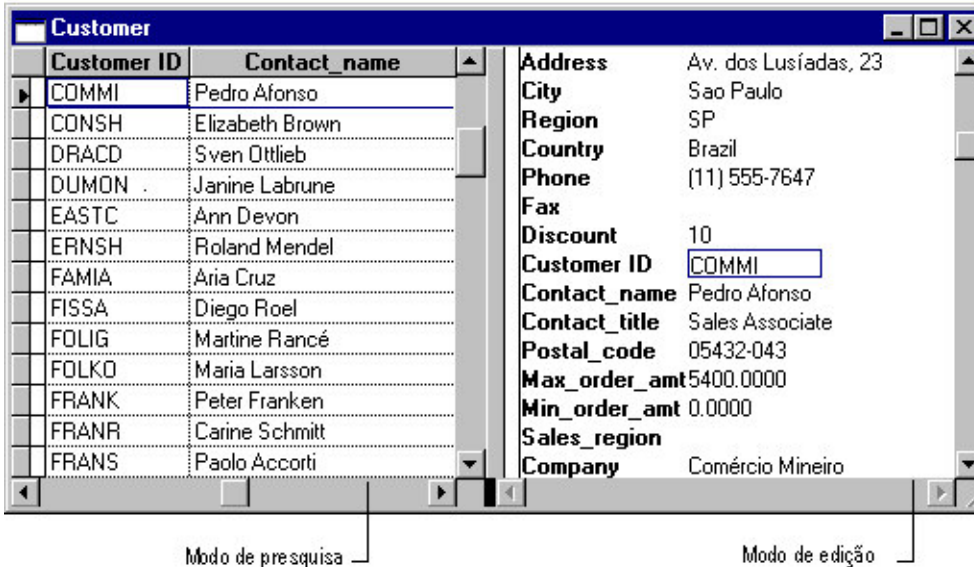 Customer
Customer ID Contact_name
COMMI Pedro Afonso
CONSH Elizabeth Brown
DRACD Sven Ottlieb
DUMON Janine Labrune
EASTC Ann Devon
ERNSH Roland Mendel
FAMIA Aria Cruz
FISSA Diego Roel
FOLIG Martine Rancé
FOLKO Maria Larsson
FRANK Peter Franken
FRANR Carine Schmitt
FRANS Paolo Accorti
Address Av. dos Lusíadas, 23
City Sao Paulo
Region SP
Country Brazil
Phone (11) 555-7647
Fax
Discount 10
Customer ID COMMI
Contact_name Pedro Afonso
Contact_title Sales Associate
Postal_code 05432-043
Max_order_amt 5400.0000
Min_order_amt 0.0000
Sales_region
Company Comércio Mineiro
Modo de presquisa
Modo de edição